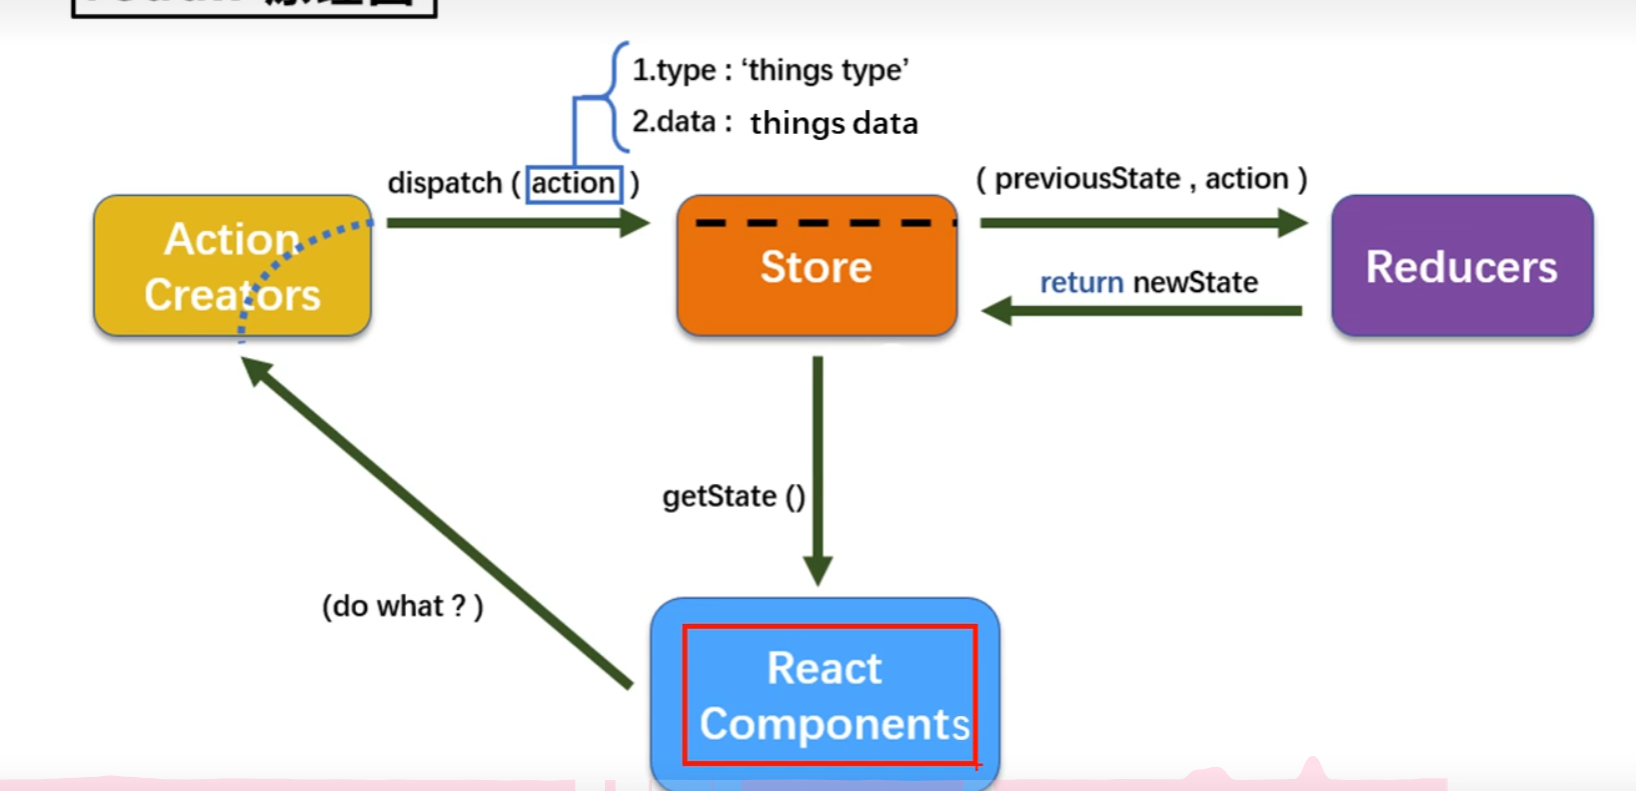 1.type : ‘things type’
2.data : things data
dispatch ( action )
( previousState , action )
Action
Creators
Store
return newState
Reducers
getState ()
(do what ? )
React
Components